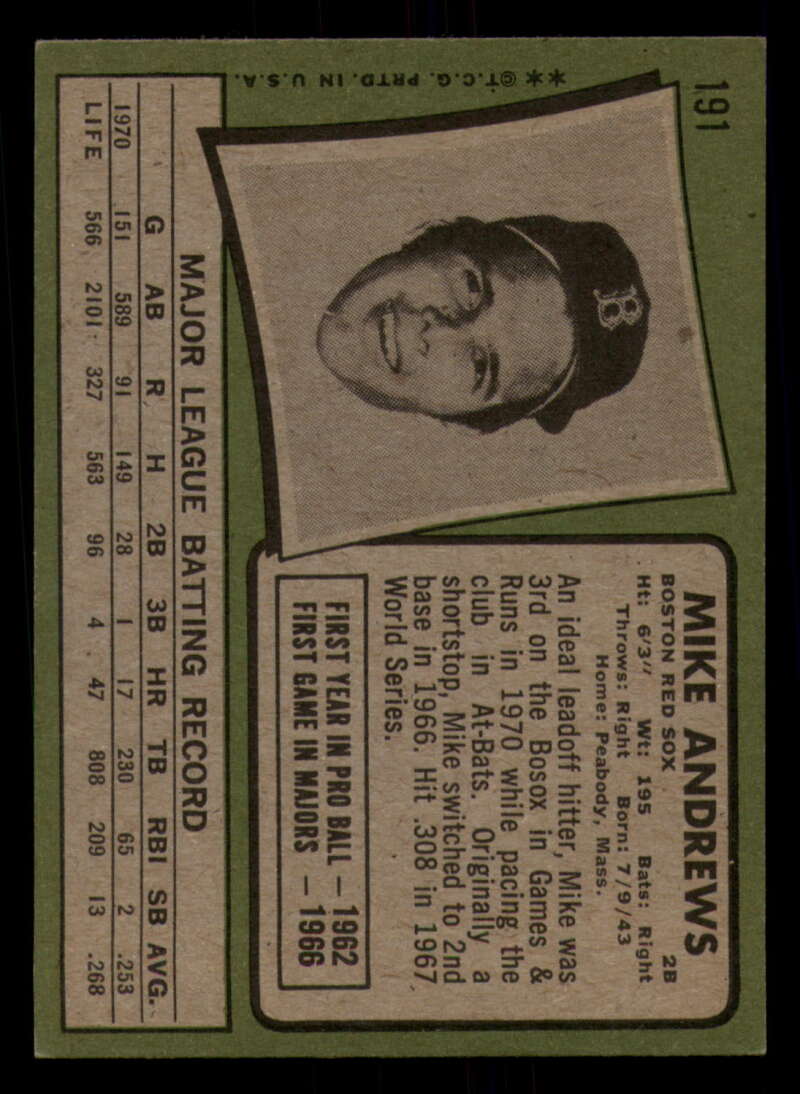 191
** ©T.C.G. PRTD. IN U.S.A.
B
MIKE ANDREWS
BOSTON RED SOX 2B
Ht: 6'3" Wt: 195 Bats: Right
Throws: Right Born: 7/9/43
Home: Peabody, Mass.
An ideal leadoff hitter, Mike was
3rd on the Bosox in Games &
Runs in 1970 while pacing the
club in At-Bats. Originally a
shortstop, Mike switched to 2nd
base in 1966. Hit .308 in 1967
World Series.
FIRST YEAR IN PRO BALL — 1962
FIRST GAME IN MAJORS — 1966
MAJOR LEAGUE BATTING RECORD
G AB R H 2B 3B HR TB RBI SB AVG.
1970 151 589 91 149 28 1 17 230 65 2 .253
LIFE 566 2101 327 563 96 4 47 808 209 13 .268